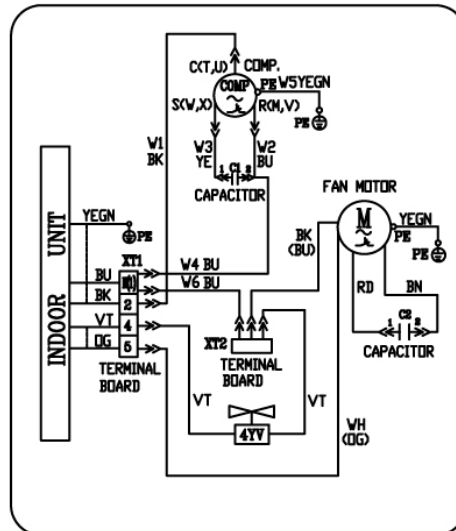 C(T,U) COMP.
COMP
PE W5YEGN
S(W,X) R(M,V)
PE
W1
BK
W3
YE
W2
BU
1 C1 2
CAPACITOR
FAN MOTOR
M
YEGN
PE
PE
INDOOR UNIT
YEGN
PE
XT1
BU
W4 BU
BK
(BU)
RD
BN
BK
2
W6 BU
VT
4
OG
5
TERMINAL
BOARD
XT2
TERMINAL
BOARD
1 C2 2
CAPACITOR
VT
4YV
VT
WH
(OG)